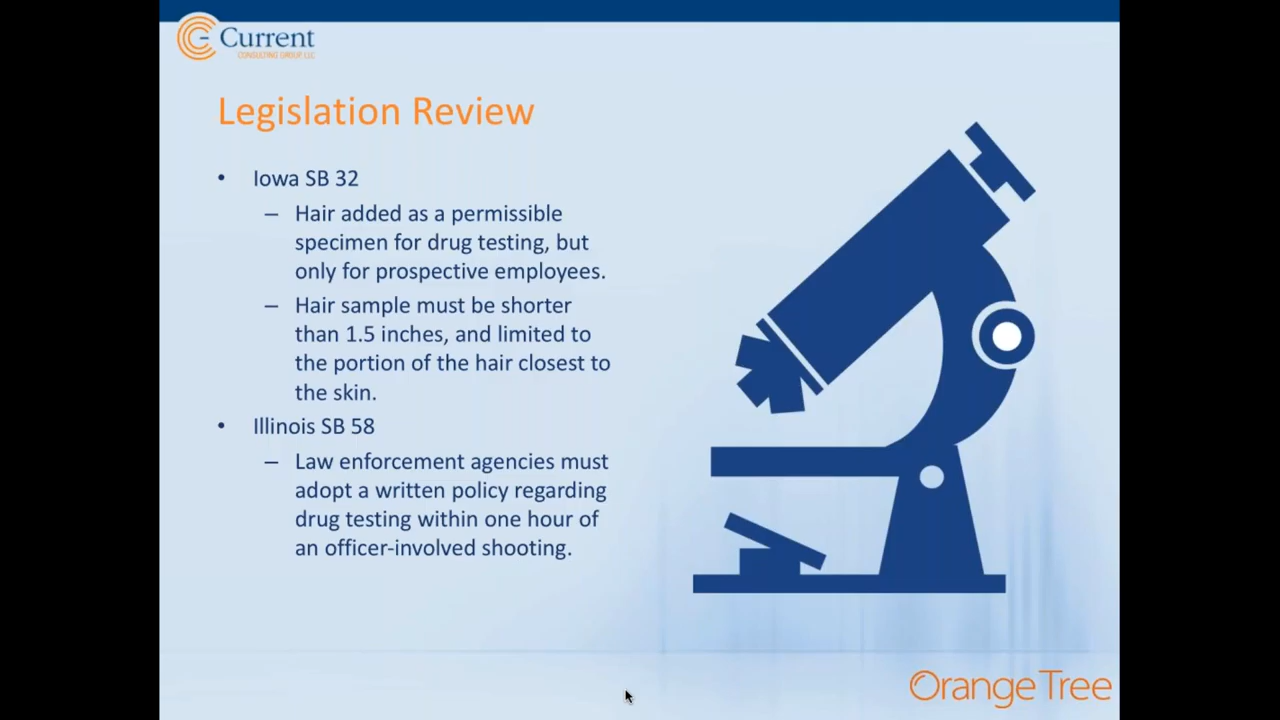 Current
CONSULTING GROUP, LLC
Legislation Review
• Iowa SB 32
– Hair added as a permissible
specimen for drug testing, but
only for prospective employees.
– Hair sample must be shorter
than 1.5 inches, and limited to
the portion of the hair closest to
the skin.
• Illinois SB 58
– Law enforcement agencies must
adopt a written policy regarding
drug testing within one hour of
an officer-involved shooting.
OrangeTree